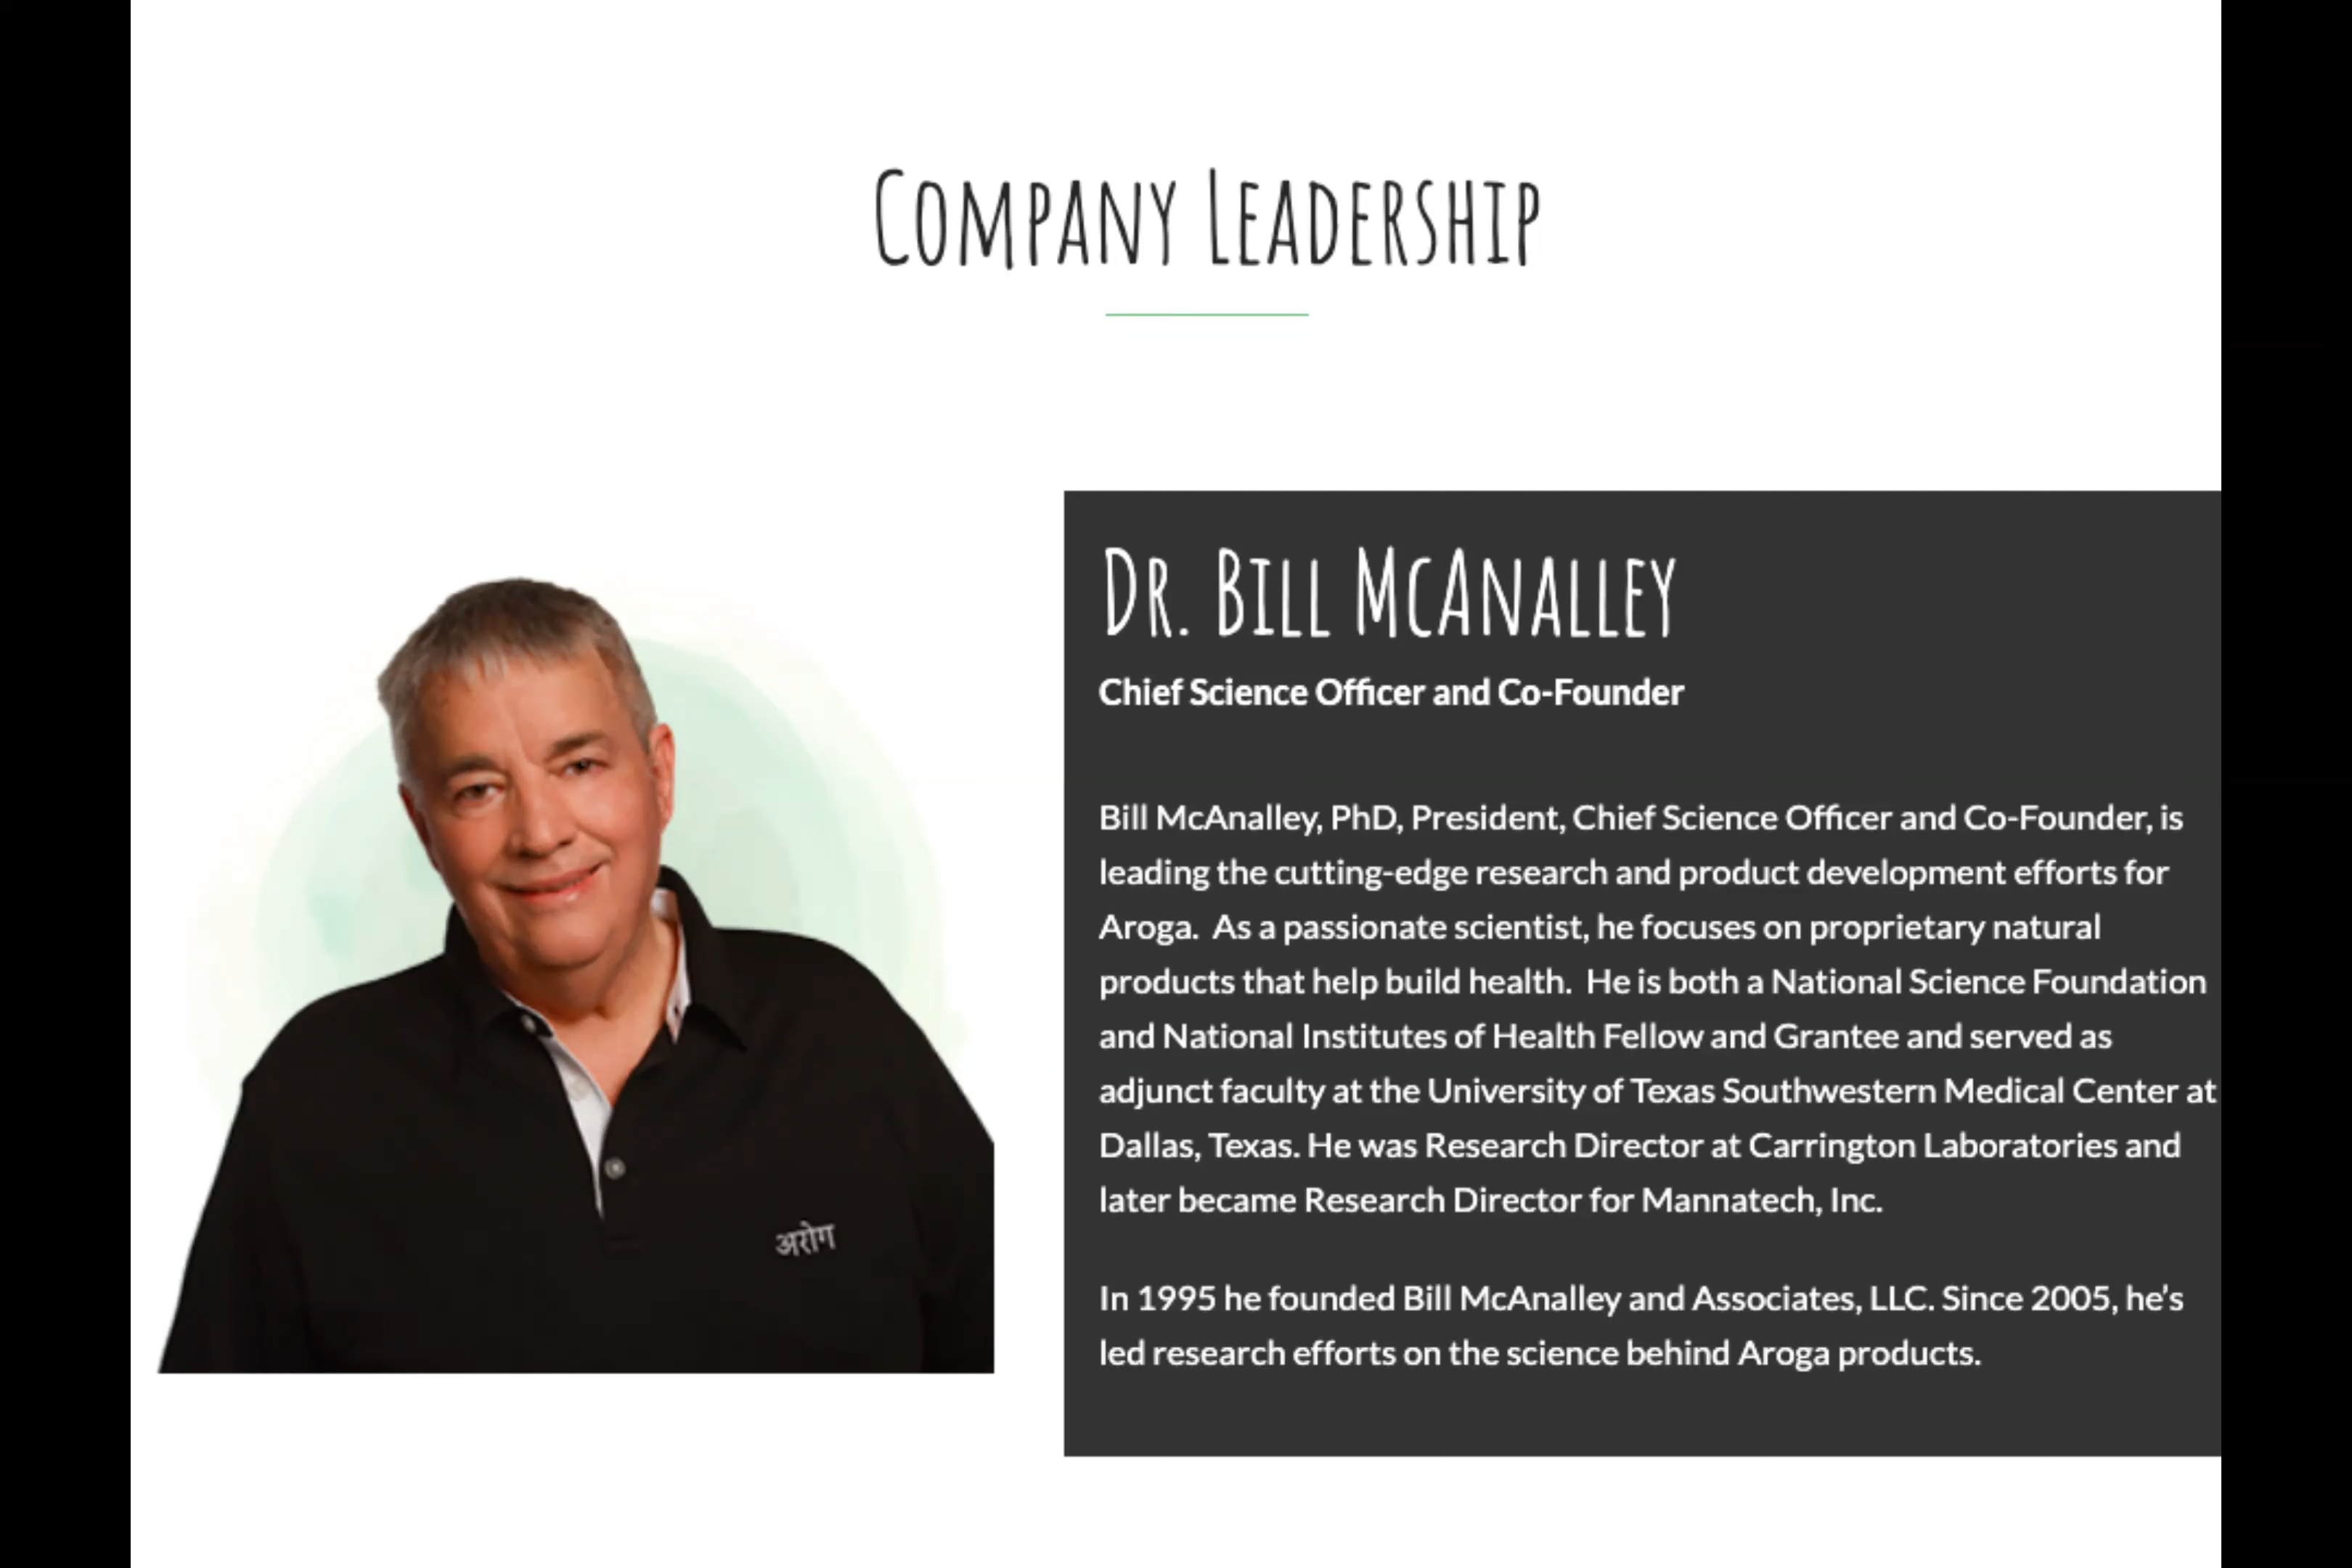 Company Leadership
Dr. Bill McAnalley
Chief Science Officer and Co-Founder
Bill McAnalley, PhD, President, Chief Science Officer and Co-Founder, is
leading the cutting-edge research and product development efforts for
Aroga.  As a passionate scientist, he focuses on proprietary natural
products that help build health.  He is both a National Science Foundation
and National Institutes of Health Fellow and Grantee and served as
adjunct faculty at the University of Texas Southwestern Medical Center at
Dallas, Texas. He was Research Director at Carrington Laboratories and
later became Research Director for Mannatech, Inc.
In 1995 he founded Bill McAnalley and Associates, LLC. Since 2005, he's
led research efforts on the science behind Aroga products.
अरोग